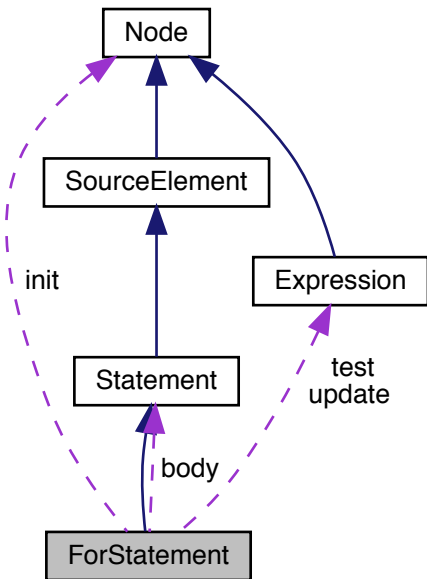 Node
SourceElement
Expression
init
Statement
test
update
body
ForStatement